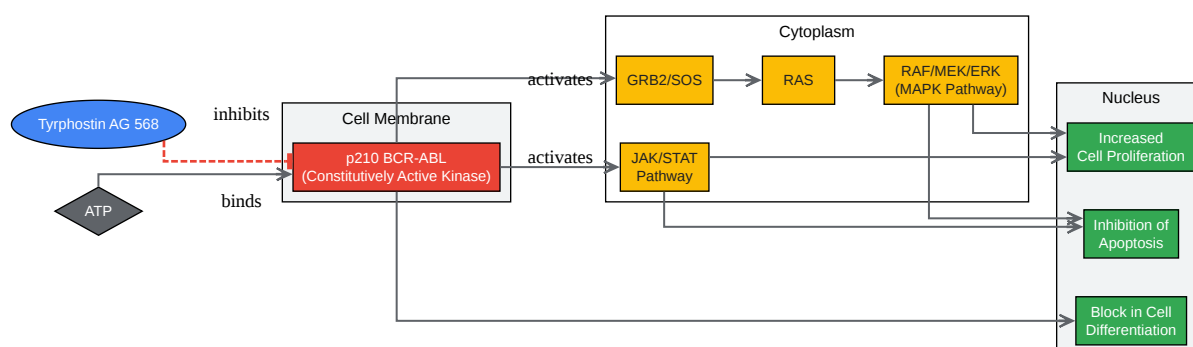 Tyrphostin AG 568
inhibits
ATP
binds
Cell Membrane
p210 BCR-ABL
(Constitutively Active Kinase)
activates
activates
Cytoplasm
GRB2/SOS
RAS
RAF/MEK/ERK
(MAPK Pathway)
JAK/STAT
Pathway
Nucleus
Increased
Cell Proliferation
Inhibition of
Apoptosis
Block in Cell
Differentiation